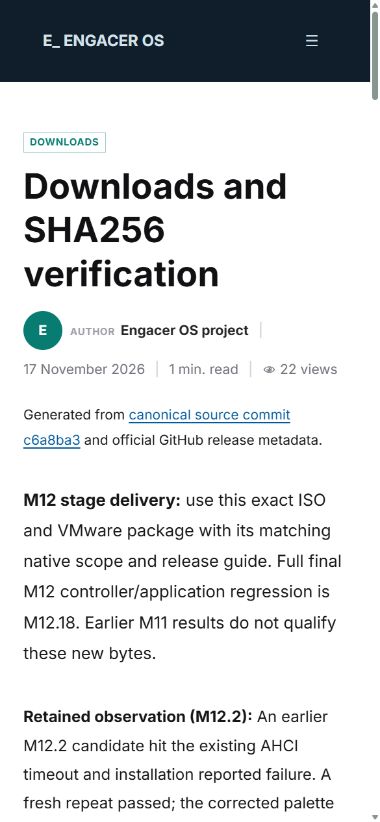 E_ ENGACER OS
DOWNLOADS
Downloads and
SHA256
verification
E AUTHOR Engacer OS project
17 November 2026 1 min. read 22 views
Generated from canonical source commit
c6a8ba3 and official GitHub release metadata.
M12 stage delivery: use this exact ISO
and VMware package with its matching
native scope and release guide. Full final
M12 controller/application regression is
M12.18. Earlier M11 results do not qualify
these new bytes.
Retained observation (M12.2): An earlier
M12.2 candidate hit the existing AHCI
timeout and installation reported failure. A
fresh repeat passed; the corrected palette